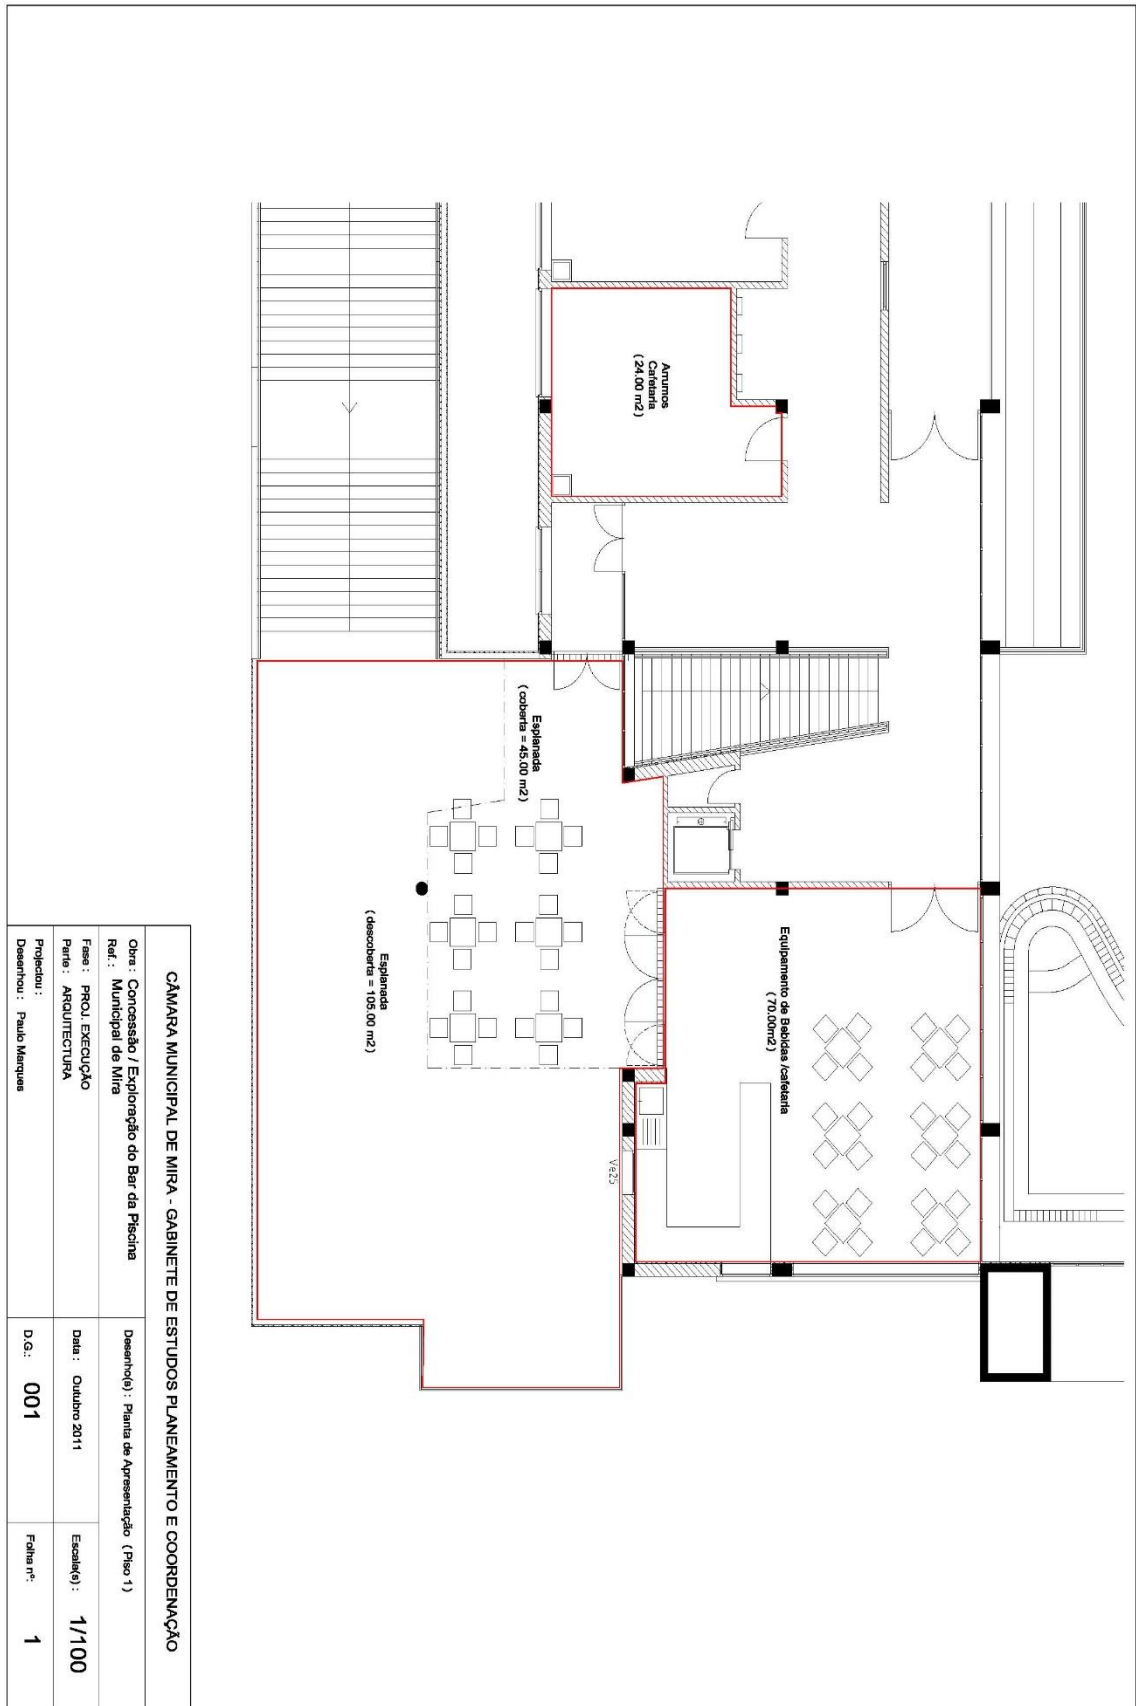 Arrumos
Cafetaria
( 24.00 m2 )
Esplanada
( coberta = 45.00 m2 )
Equipamento de Bebidas /cafetaria
( 70.00m2 )
Esplanada
( descoberta = 105.00 m2 )
Ve25
CÂMARA MUNICIPAL DE MIRA - GABINETE DE ESTUDOS PLANEAMENTO E COORDENAÇÃO
Obra : Concessão / Exploração do Bar da Piscina
Ref. : Municipal de Mira
Desenho(s) : Planta de Apresentação ( Piso 1 )
Fase : PROJ. EXECUÇÃO
Parte : ARQUITECTURA
Data : Outubro 2011
Escala(s) : 1/100
Projectou :
Desenhou : Paulo Marques
D.G.: 001
Folha nº: 1